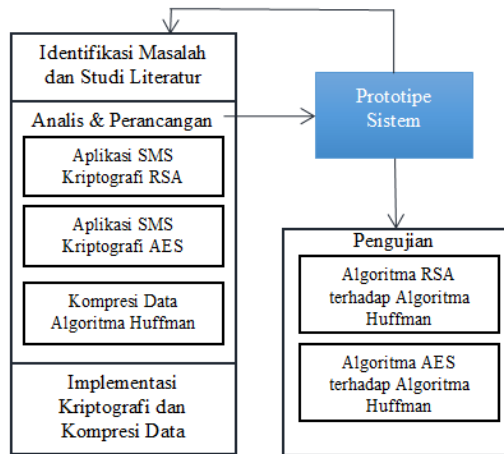 Identifikasi Masalah
dan Studi Literatur
Analis & Perancangan
Aplikasi SMS
Kriptografi RSA
Aplikasi SMS
Kriptografi AES
Kompresi Data
Algoritma Huffman
Implementasi
Kriptografi dan
Kompresi Data
Prototipe
Sistem
Pengujian
Algoritma RSA
terhadap Algoritma
Huffman
Algoritma AES
terhadap Algoritma
Huffman